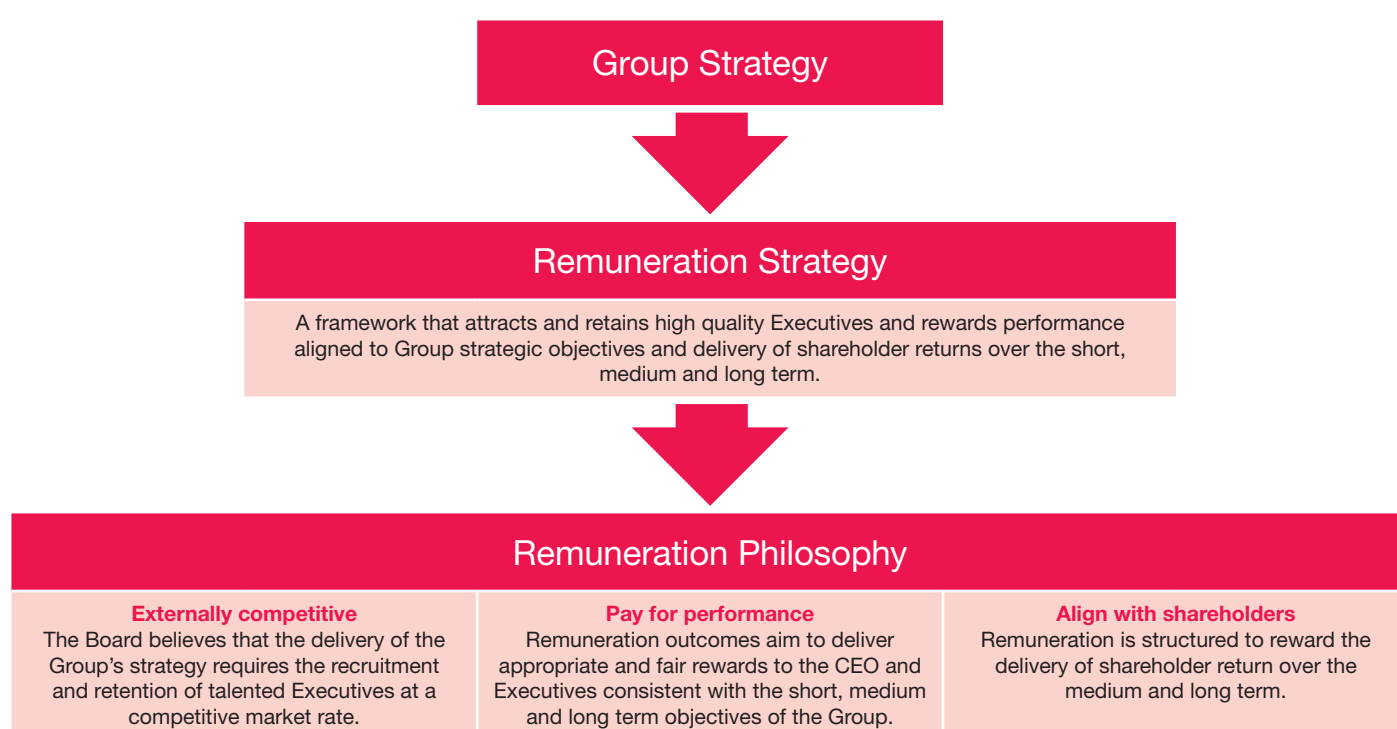 Group Strategy
Remuneration Strategy
A framework that attracts and retains high quality Executives and rewards performance
aligned to Group strategic objectives and delivery of shareholder returns over the short,
medium and long term.
Remuneration Philosophy
Externally competitive
The Board believes that the delivery of the
Group’s strategy requires the recruitment
and retention of talented Executives at a
competitive market rate.
Pay for performance
Remuneration outcomes aim to deliver
appropriate and fair rewards to the CEO and
Executives consistent with the short, medium
and long term objectives of the Group.
Align with shareholders
Remuneration is structured to reward the
delivery of shareholder return over the
medium and long term.